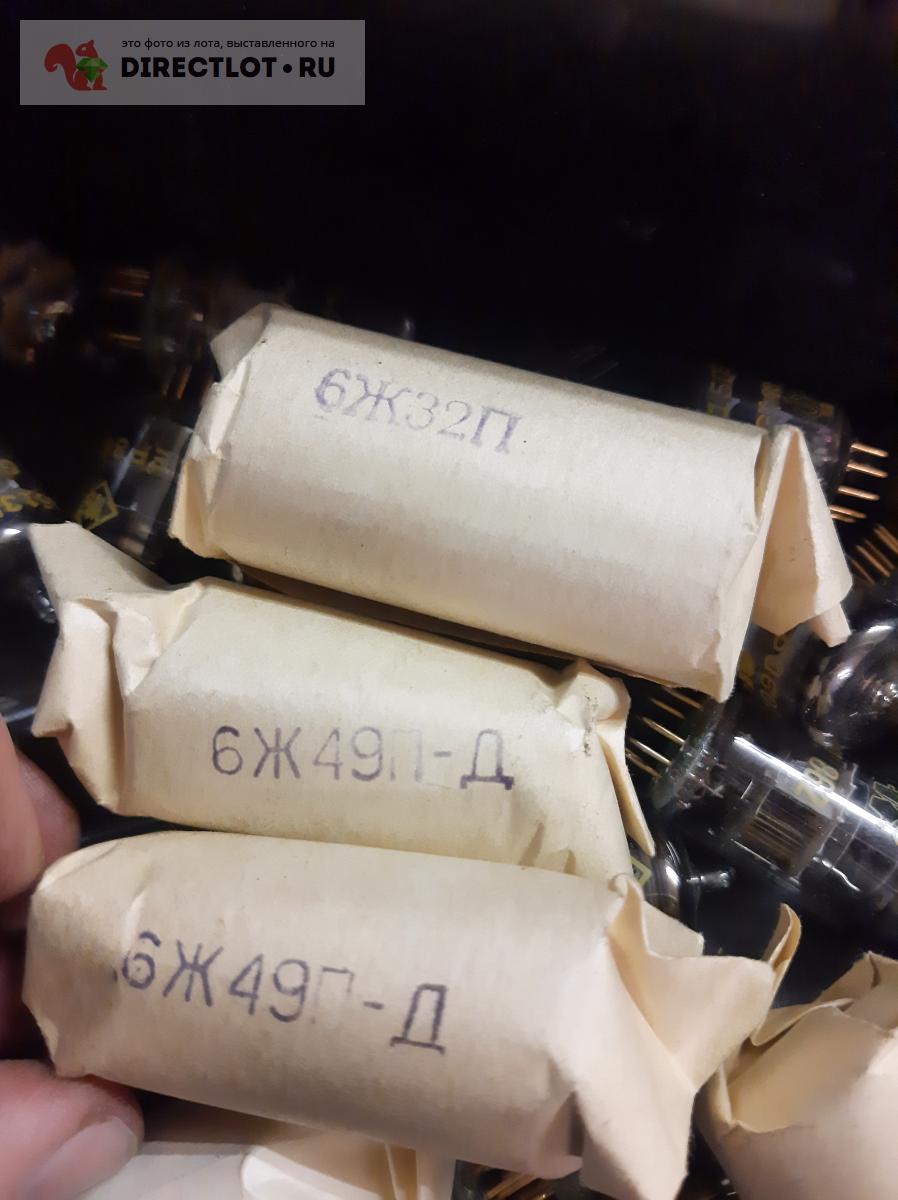 это фото из лота, выставленного на
DIRECTLOT•RU
6Ж32П
6Ж49П-Д
6Ж49П-Д